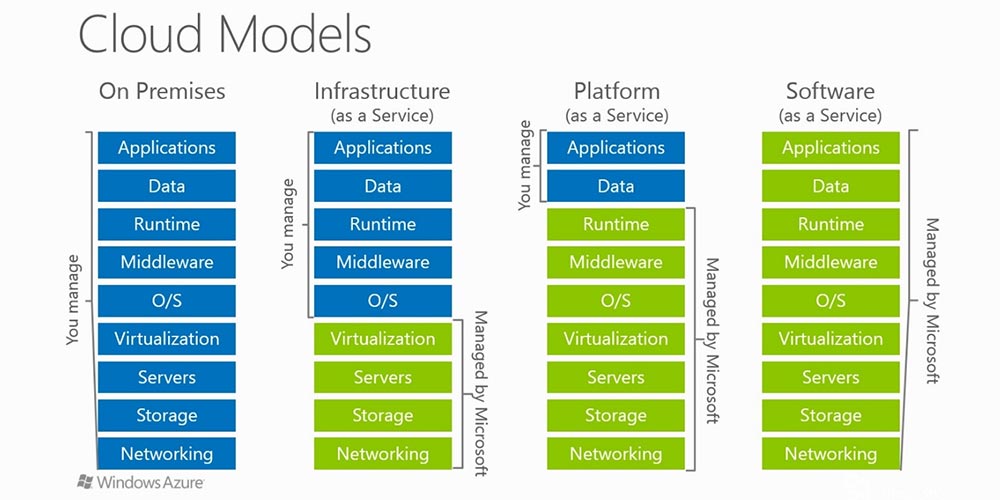 Cloud Models
On Premises
You manage
Applications
Data
Runtime
Middleware
O/S
Virtualization
Servers
Storage
Networking
Infrastructure
(as a Service)
You manage
Applications
Data
Runtime
Middleware
O/S
Virtualization
Servers
Storage
Networking
Managed by Microsoft
Platform
(as a Service)
You manage
Applications
Data
Runtime
Middleware
O/S
Virtualization
Servers
Storage
Networking
Managed by Microsoft
Software
(as a Service)
Applications
Data
Runtime
Middleware
O/S
Virtualization
Servers
Storage
Networking
Managed by Microsoft
Windows Azure